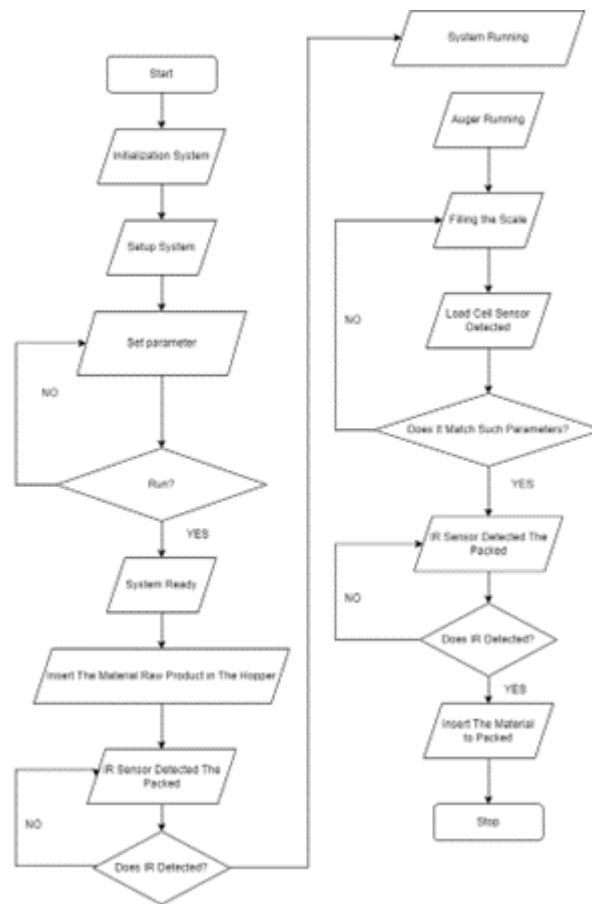 Start
Initialization System
Setup System
Set parameter
NO
Run?
YES
System Ready
Insert The Material Raw Product in The Hopper
IR Sensor Detected The
Packed
NO
Does IR Detected?
System Running
Auger Running
Filling the Scale
Load Cell Sensor
Detected
NO
Does It Match Such Parameters?
YES
IR Sensor Detected The
Packed
NO
Does IR Detected?
YES
Insert The Material
to Packed
Stop